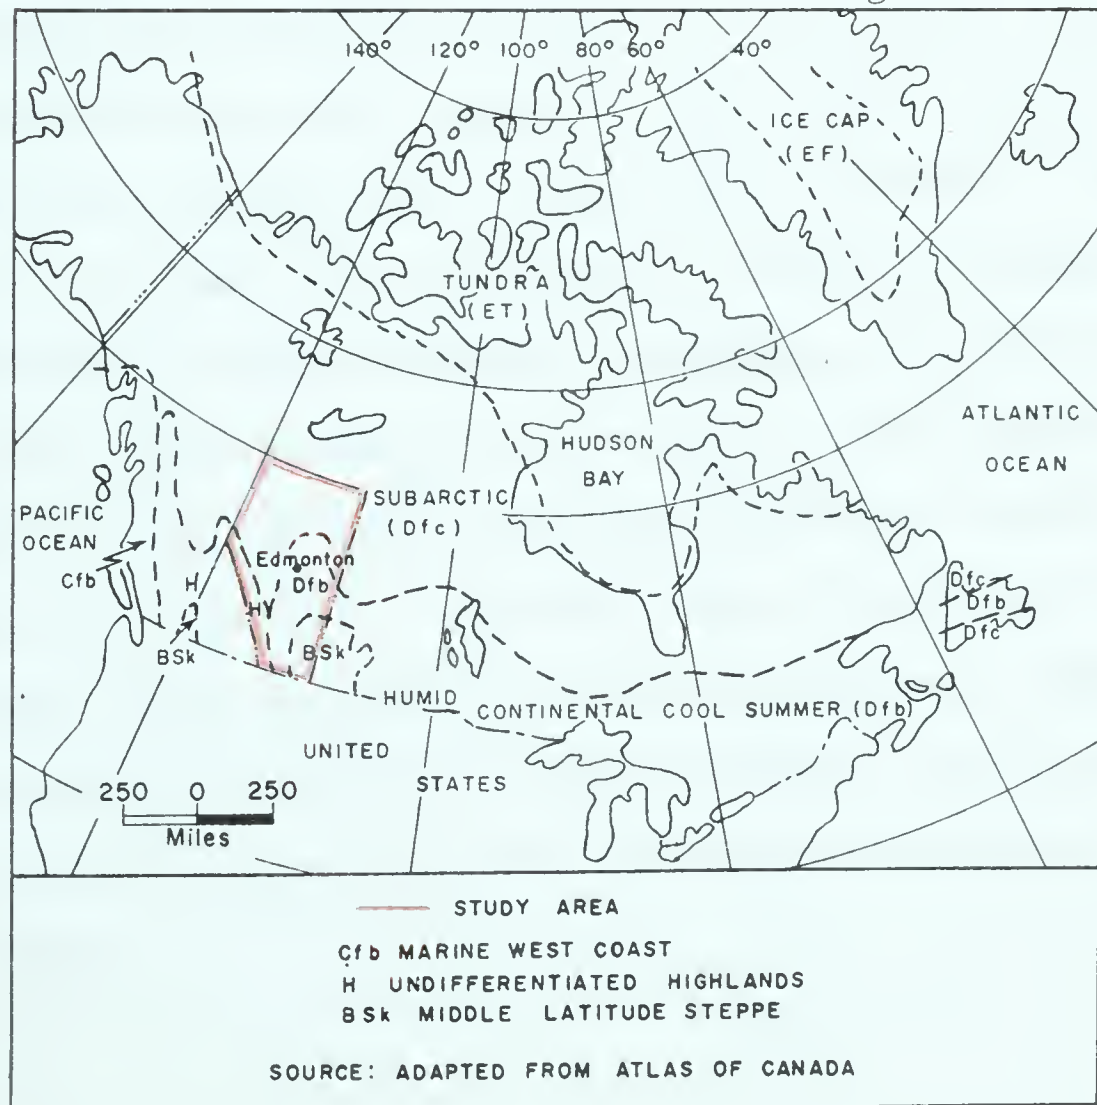 140° 120° 100° 80° 60° 40°
ICE CAP
(EF)
TUNDRA
(ET)
ATLANTIC
OCEAN
HUDSON
BAY
SUBARCTIC
(Dfc)
PACIFIC
OCEAN
Cfb
Edmonton
Dfb
H
H
BSk
BSk
Dfc
Dfb
Dfc
HUMID CONTINENTAL COOL SUMMER (Dfb)
UNITED
STATES
250 0 250
Miles
STUDY AREA
Cfb MARINE WEST COAST
H UNDIFFERENTIATED HIGHLANDS
BSk MIDDLE LATITUDE STEPPE
SOURCE: ADAPTED FROM ATLAS OF CANADA